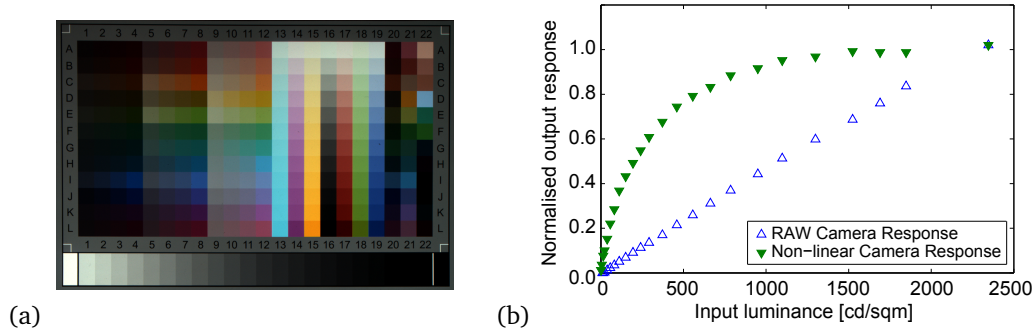 1 2 3 4 5 6 7 8 9 10 11 12 13 14 15 16 17 18 19 20 21 22
A A
B B
C C
D D
E E
F F
G G
H H
I I
J J
K K
L L
1 2 3 4 5 6 7 8 9 10 11 12 13 14 15 16 17 18 19 20 21 22
(a)
Normalised output response
1.0
0.8
0.6
0.4
0.2
0.0
0 500 1000 1500 2000 2500
Input luminance [cd/sqm]
RAW Camera Response
Non-linear Camera Response
(b)